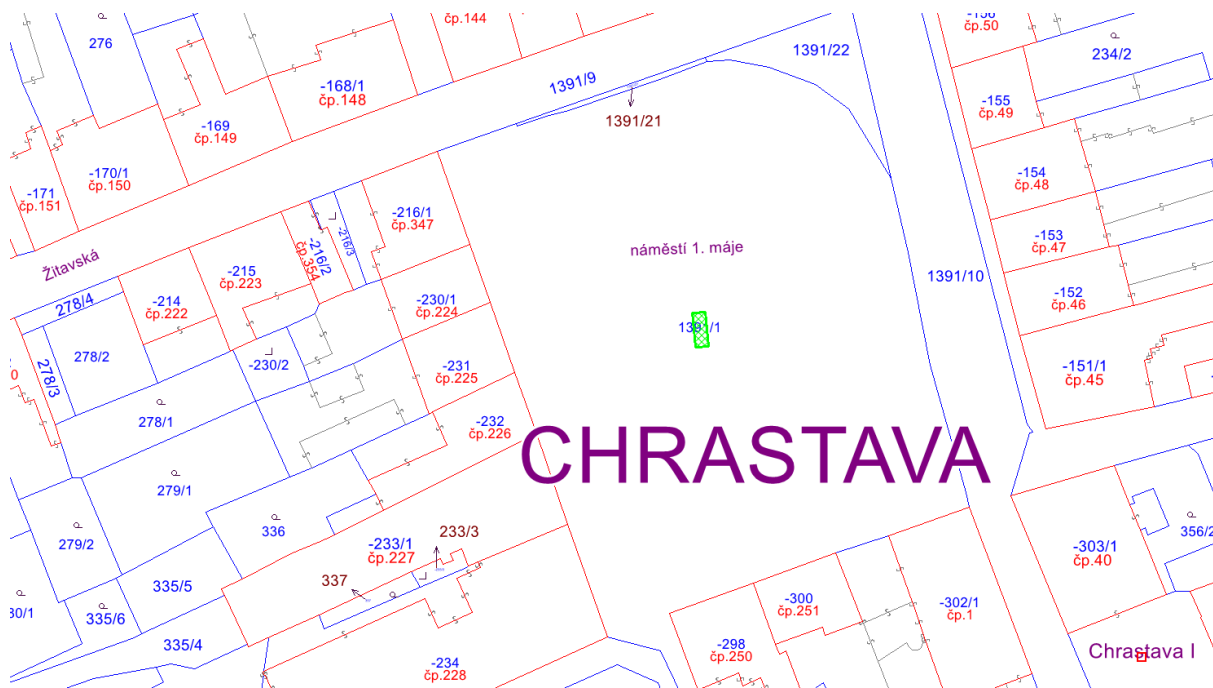 -156
čp.50
čp.144
276
1391/22
234/2
1391/9
-168/1
čp.148
-155
čp.49
1391/21
-169
čp.149
-170/1
čp.150
-154
čp.48
-171
čp.151
-216/1
čp.347
-153
čp.47
náměstí 1. máje
-216/3
-216/2
čp.354
Žitavská
-215
čp.223
1391/10
-152
čp.46
278/4
-214
čp.222
-230/1
čp.224
1391/1
278/2
-230/2
-231
čp.225
-151/1
čp.45
278/3
0
278/1
-232
čp.226
CHRASTAVA
279/1
336
233/3
279/2
-233/1
čp.227
356/2
-303/1
čp.40
335/5
337
30/1
335/6
-300
čp.251
-302/1
čp.1
335/4
-298
čp.250
Chrastava I
-234
čp.228